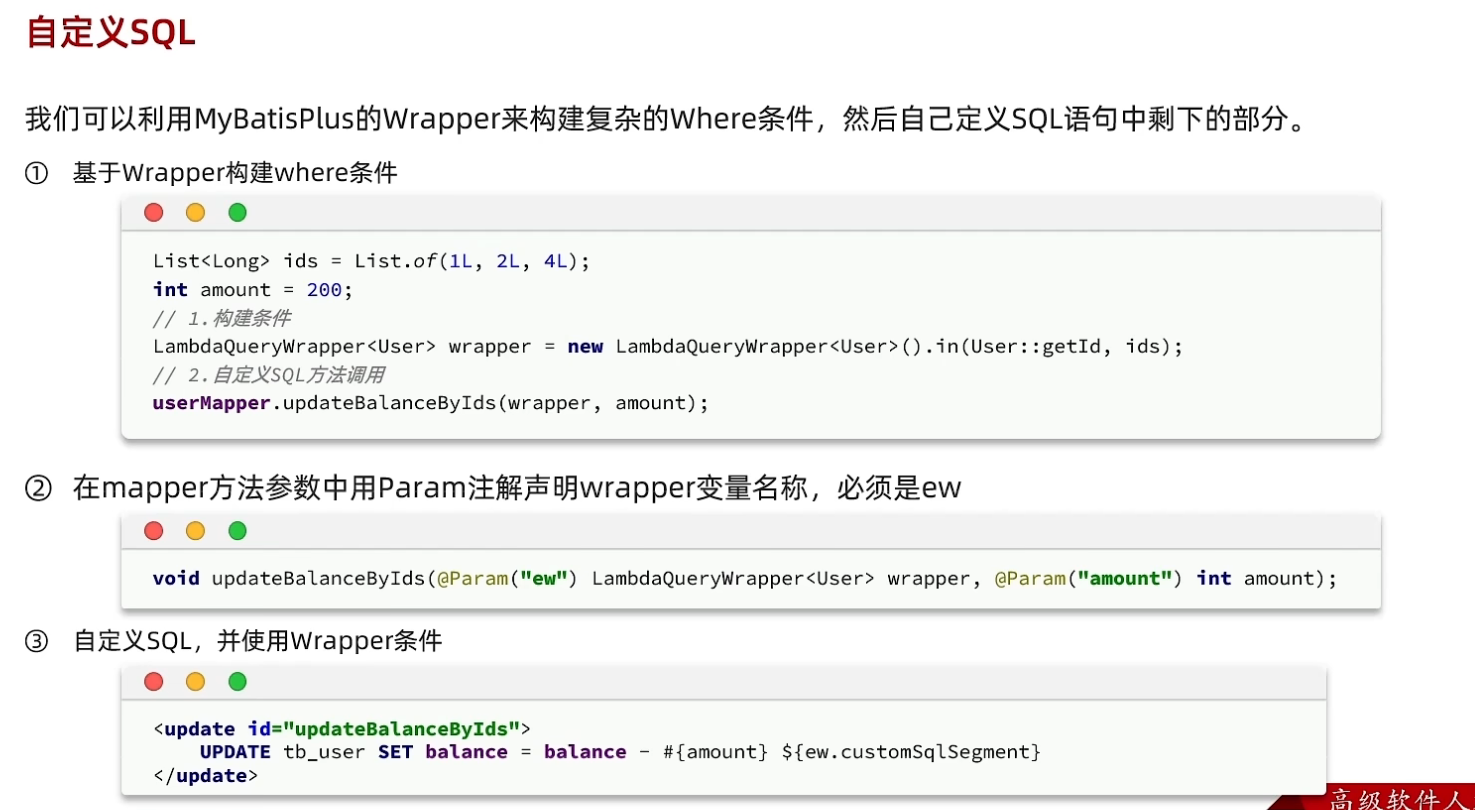 自定义SQL
我们可以利用MyBatisPlus的Wrapper来构建复杂的Where条件，然后自己定义SQL语句中剩下的部分。
① 基于Wrapper构建where条件
List<Long> ids = List.of(1L, 2L, 4L);
int amount = 200;
// 1.构建条件
LambdaQueryWrapper<User> wrapper = new LambdaQueryWrapper<User>().in(User::getId, ids);
// 2.自定义SQL方法调用
userMapper.updateBalanceByIds(wrapper, amount);
② 在mapper方法参数中用Param注解声明wrapper变量名称，必须是ew
void updateBalanceByIds(@Param("ew") LambdaQueryWrapper<User> wrapper, @Param("amount") int amount);
③ 自定义SQL，并使用Wrapper条件
<update id="updateBalanceByIds">
UPDATE tb_user SET balance = balance - #{amount} ${ew.customSqlSegment}
</update>
高级软件人